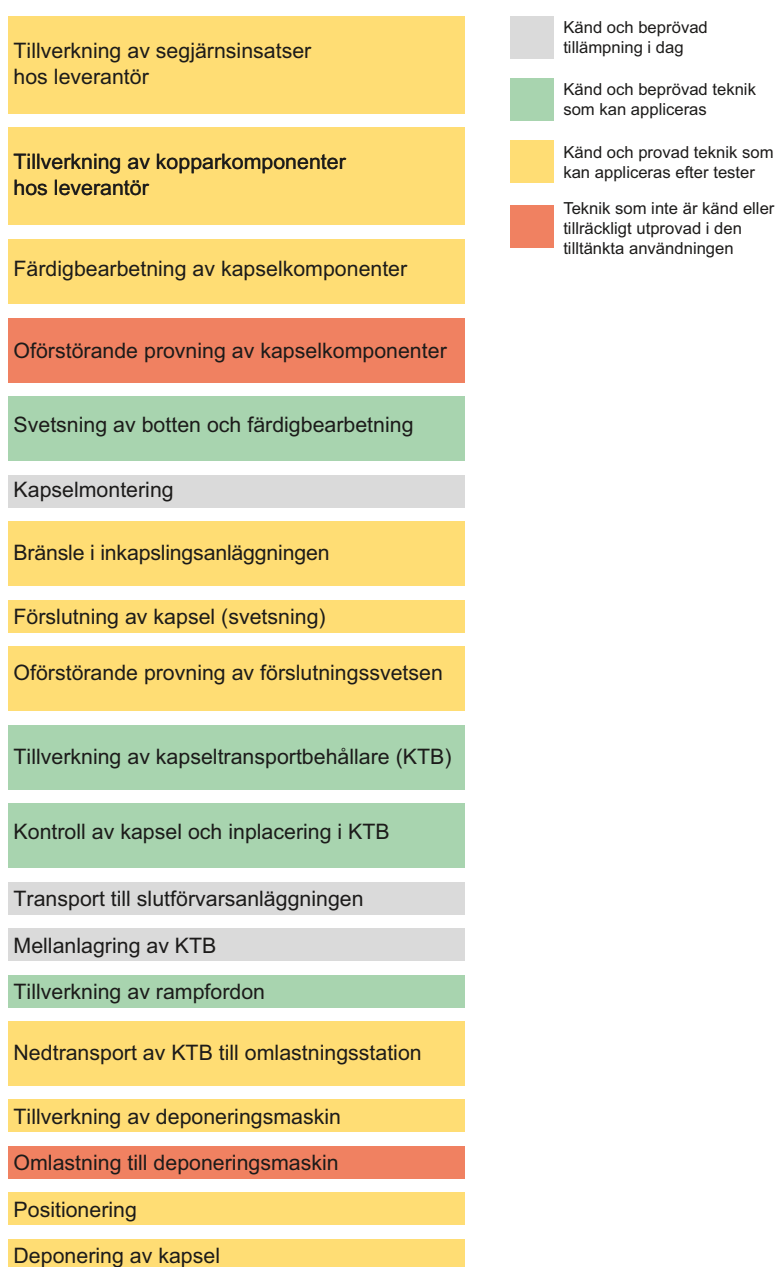 Tillverkning av segjärnsinsatser
hos leverantör
Tillverkning av kopparkomponenter
hos leverantör
Färdigbearbetning av kapselkomponenter
Oförstörande provning av kapselkomponenter
Svetsning av botten och färdigbearbetning
Kapselmontering
Bränsle i inkapslingsanläggningen
Förslutning av kapsel (svetsning)
Oförstörande provning av förslutningssvetsen
Tillverkning av kapseltransportbehållare (KTB)
Kontroll av kapsel och inplacering i KTB
Transport till slutförvarsanläggningen
Mellanlagring av KTB
Tillverkning av rampfordon
Nedtransport av KTB till omlastningsstation
Tillverkning av deponeringsmaskin
Omlastning till deponeringsmaskin
Positionering
Deponering av kapsel
Känd och beprövad
tillämpning i dag
Känd och beprövad teknik
som kan appliceras
Känd och provad teknik som
kan appliceras efter tester
Teknik som inte är känd eller
tillräckligt utprovad i den
tilltänkta användningen